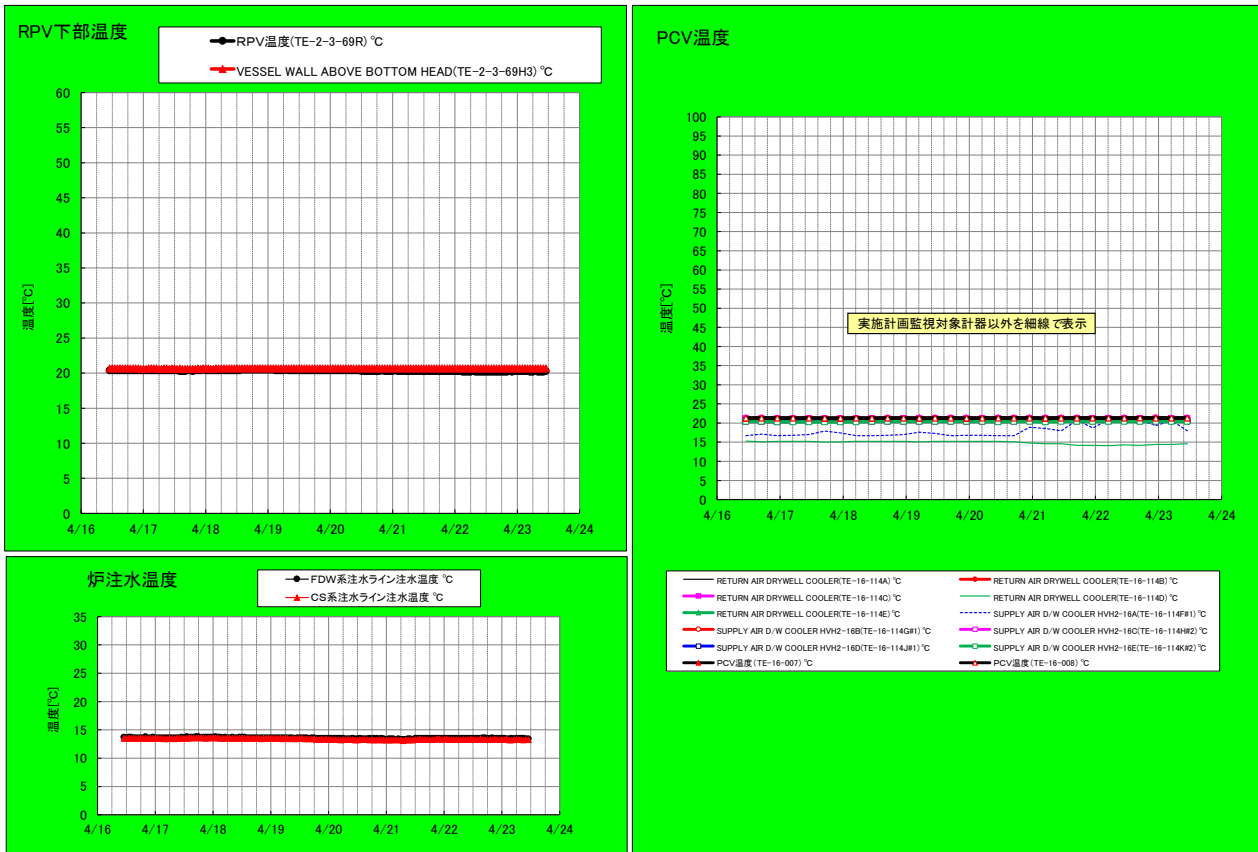 RPV下部温度
RPV温度(TE-2-3-69R) ℃
VESSEL WALL ABOVE BOTTOM HEAD(TE-2-3-69H3) ℃
60
55
50
45
40
35
30
25
20
15
10
5
0
温度[℃]
4/16 4/17 4/18 4/19 4/20 4/21 4/22 4/23 4/24
炉注水温度
FDW系注水ライン注水温度 ℃
CS系注水ライン注水温度 ℃
35
30
25
20
15
10
5
0
温度[℃]
4/16 4/17 4/18 4/19 4/20 4/21 4/22 4/23 4/24
PCV温度
100
95
90
85
80
75
70
65
60
55
50
45
40
35
30
25
20
15
10
5
0
温度[℃]
実施計画監視対象計器以外を細線で表示
4/16 4/17 4/18 4/19 4/20 4/21 4/22 4/23 4/24
RETURN AIR DRYWELL COOLER(TE-16-114A) ℃ RETURN AIR DRYWELL COOLER(TE-16-114B) ℃
RETURN AIR DRYWELL COOLER(TE-16-114C) ℃ RETURN AIR DRYWELL COOLER(TE-16-114D) ℃
RETURN AIR DRYWELL COOLER(TE-16-114E) ℃ SUPPLY AIR D/W COOLER HVH2-16A(TE-16-114F#1) ℃
SUPPLY AIR D/W COOLER HVH2-16B(TE-16-114G#1) ℃ SUPPLY AIR D/W COOLER HVH2-16C(TE-16-114H#2) ℃
SUPPLY AIR D/W COOLER HVH2-16D(TE-16-114J#1) ℃ SUPPLY AIR D/W COOLER HVH2-16E(TE-16-114K#2) ℃
PCV温度(TE-16-007) ℃ PCV温度(TE-16-008) ℃